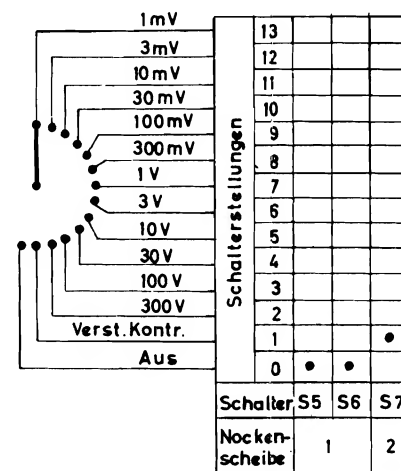 1mV 13
3mV 12
10mV 11
30mV 10
100mV 9
300mV 8
1V 7
3V 6
10V 5
30V 4
100V 3
300V 2
Verst.Kontr. 1
Aus 0
Schalterstellungen
Schalter S5 S6 S7
Nocken-
scheibe 1 2